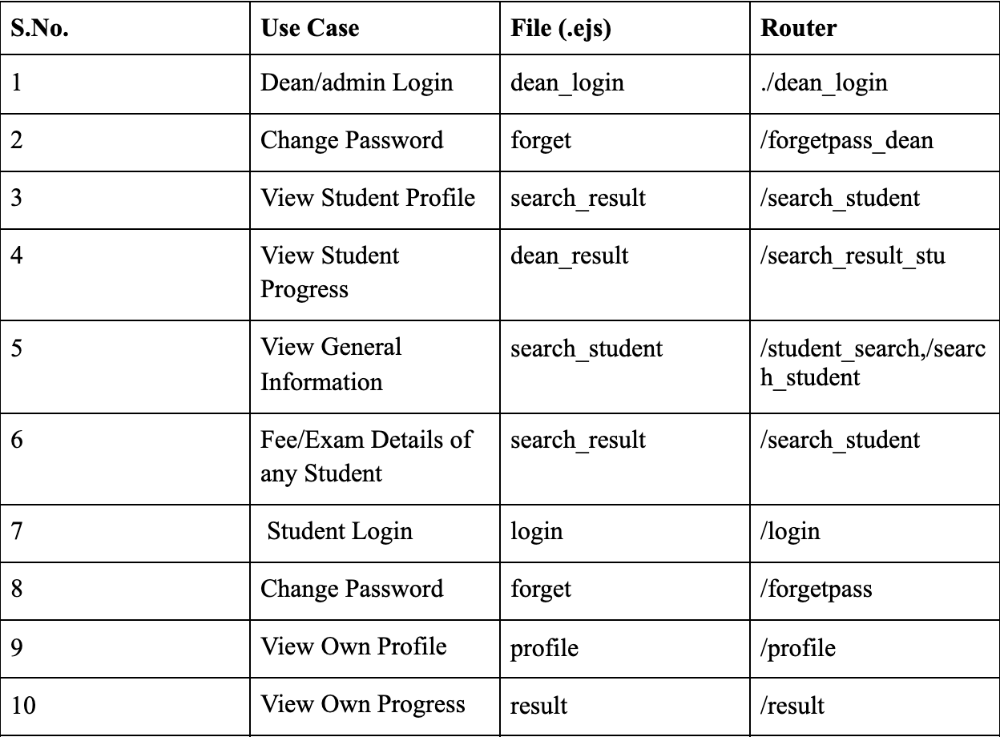 S.No. Use Case File (.ejs) Router
1 Dean/admin Login dean_login ./dean_login
2 Change Password forget /forgetpass_dean
3 View Student Profile search_result /search_student
4 View Student dean_result /search_result_stu
Progress
5 View General search_student /student_search,/searc
Information h_student
6 Fee/Exam Details of search_result /search_student
any Student
7 Student Login login /login
8 Change Password forget /forgetpass
9 View Own Profile profile /profile
10 View Own Progress result /result